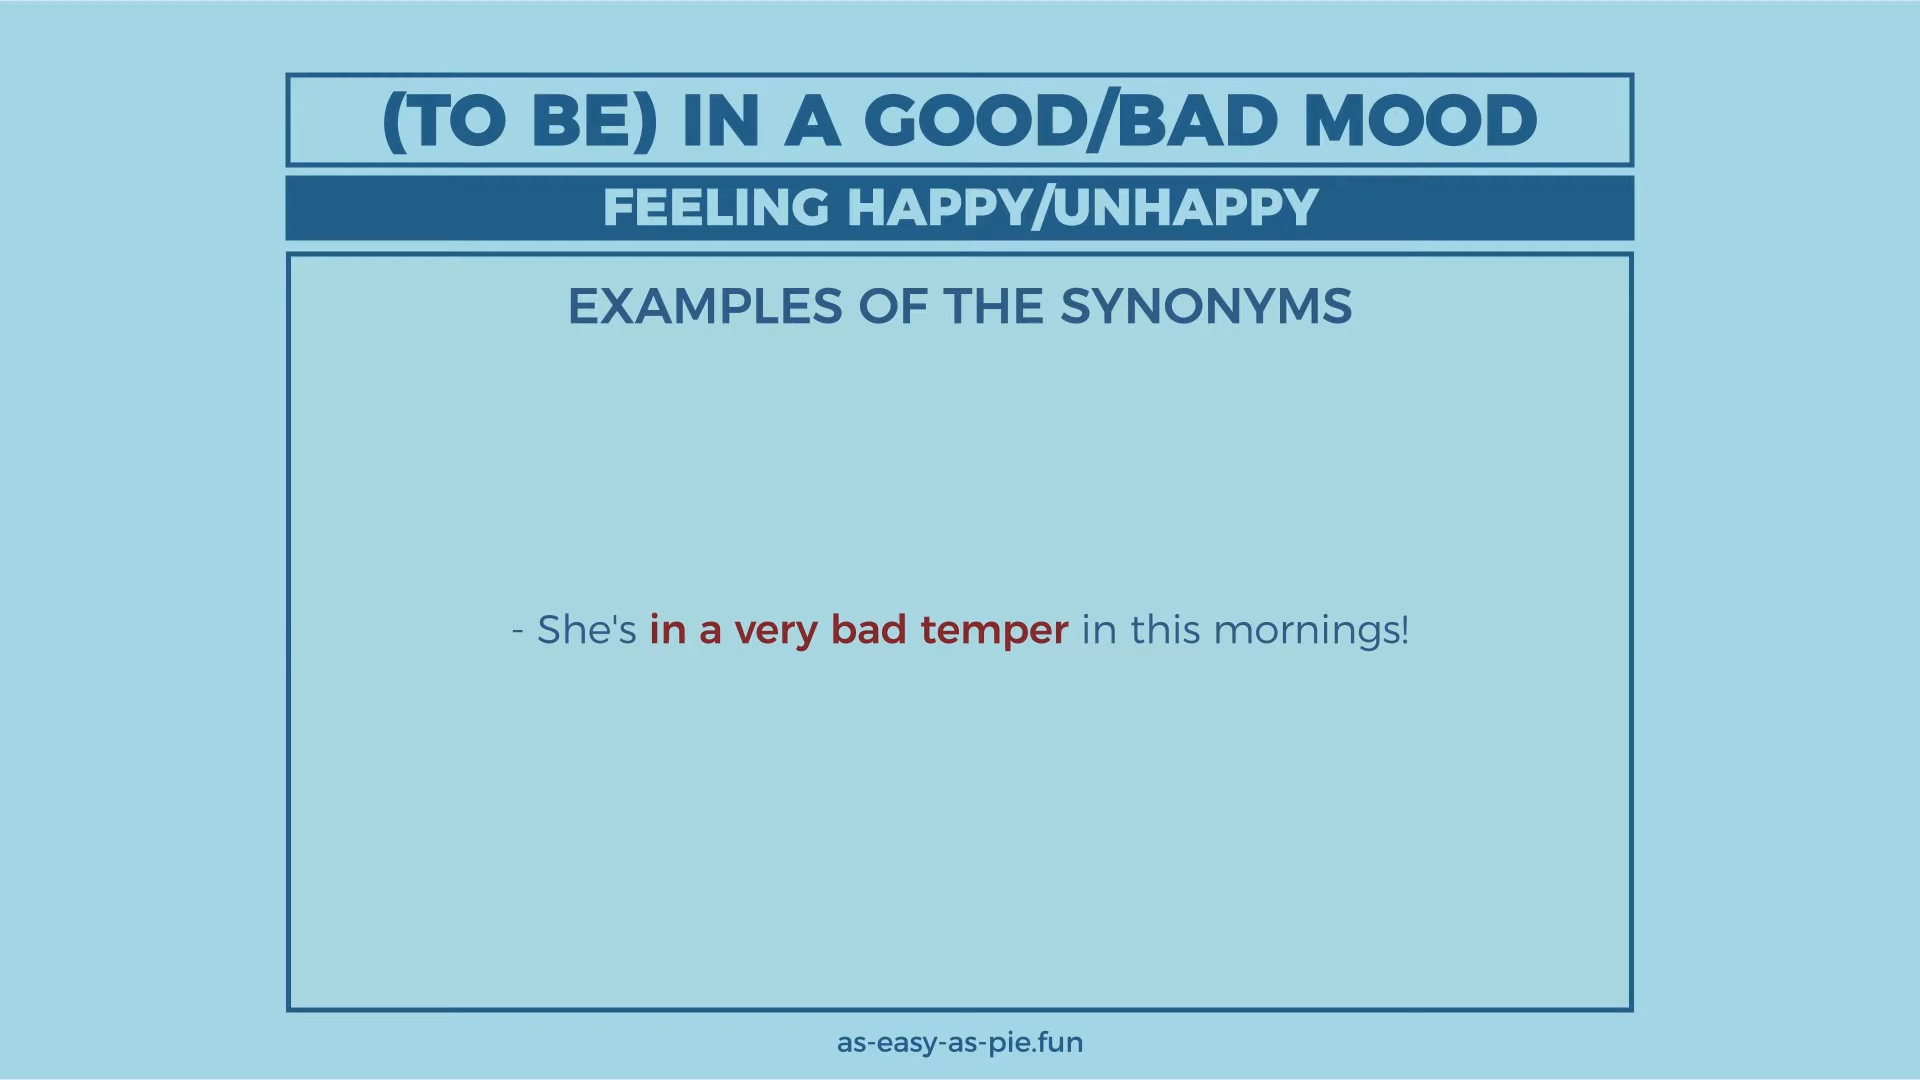 (TO BE) IN A GOOD/BAD MOOD
FEELING HAPPY/UNHAPPY
EXAMPLES OF THE SYNONYMS
- She's in a very bad temper in this mornings!
as-easy-as-pie.fun